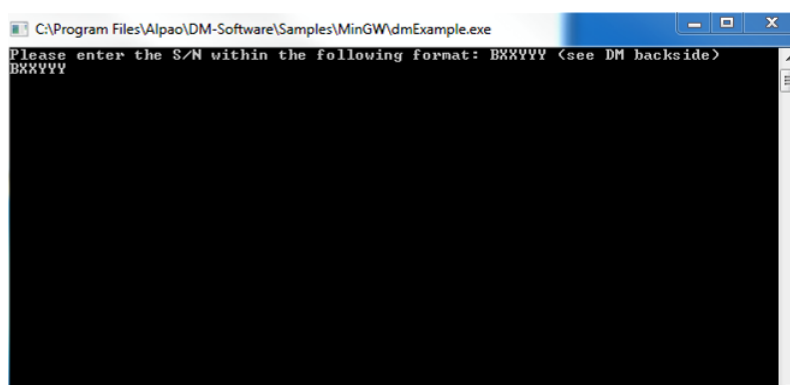 C:\Program Files\Alpao\DM-Software\Samples\MinGW\dmExample.exe
Please enter the S/N within the following format: BXXYYY (see DM backside)
BXXYYY